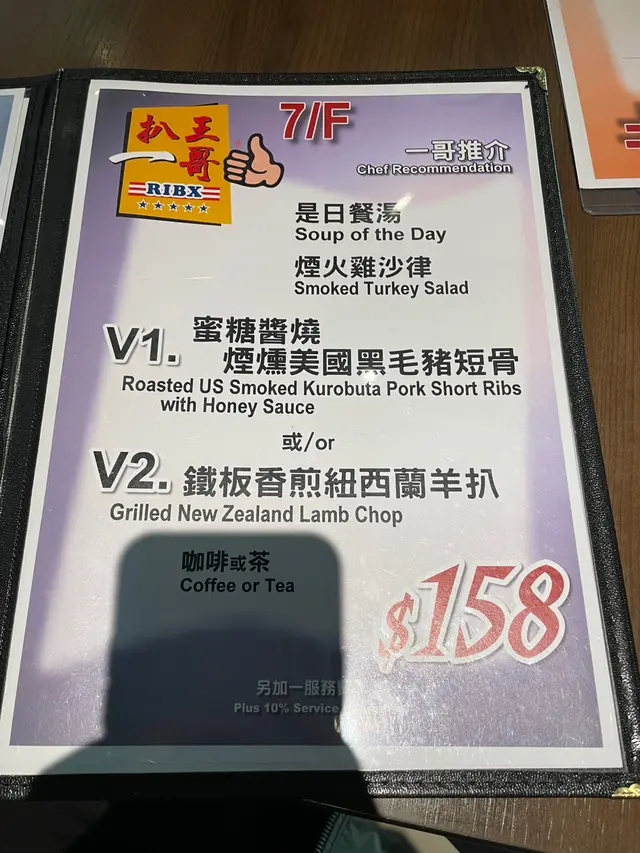 扒王
一哥
RIBX
★★★★★
7/F
一哥推介
Chef Recommendation
是日餐湯
Soup of the Day
煙火雞沙律
Smoked Turkey Salad
V1. 蜜糖醬燒
煙燻美國黑毛豬短骨
Roasted US Smoked Kurobuta Pork Short Ribs
with Honey Sauce
或/or
V2. 鐵板香煎紐西蘭羊扒
Grilled New Zealand Lamb Chop
咖啡或茶
Coffee or Tea
$158
另加一服務
Plus 10% Service